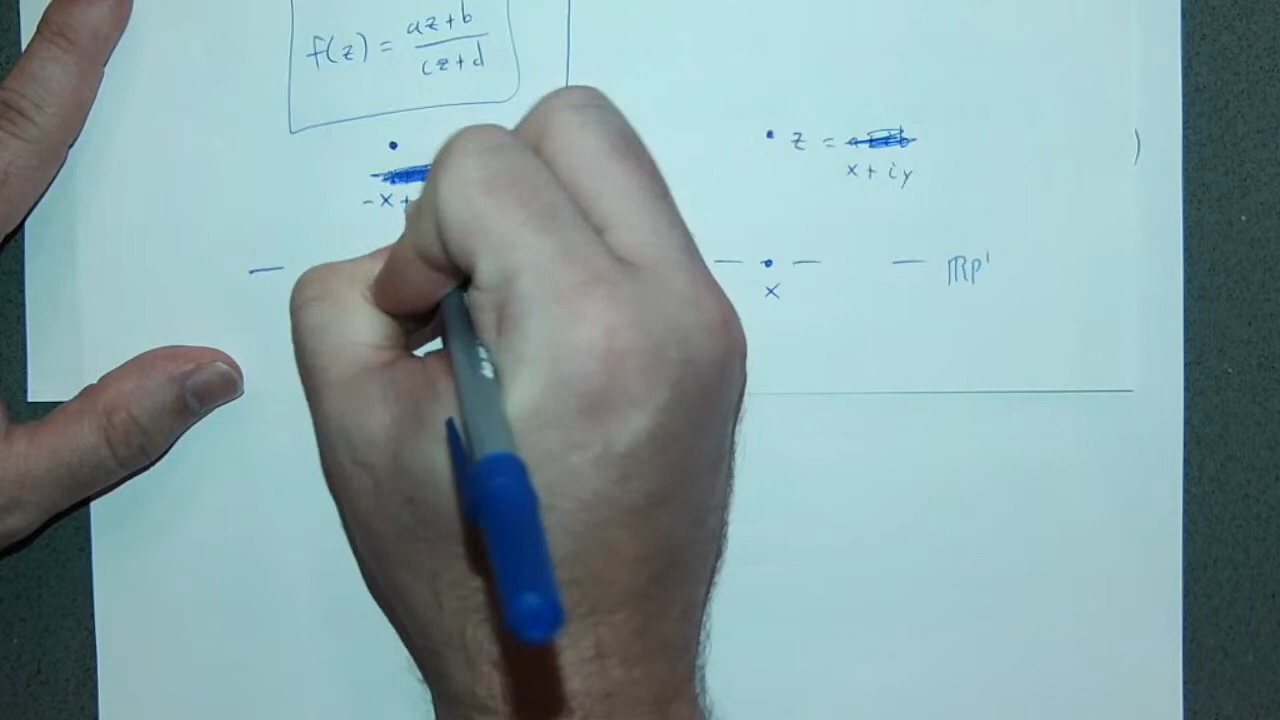 f(z) = az+b / cz+d
z =
x + iy
-x+
x
ℝP¹